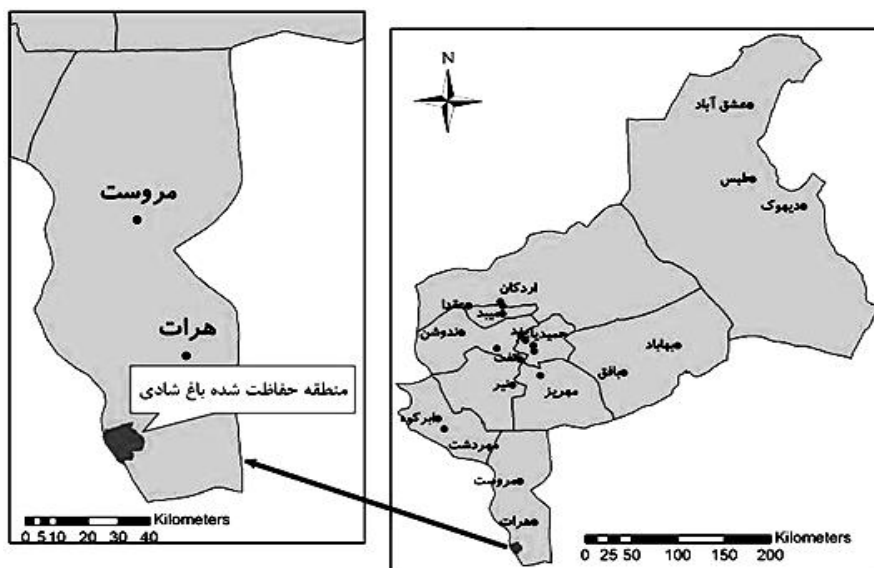 مروست
هرات
منطقه حفاظت شده باغ شادی
Kilometers
0 5 10 20 30 40
N
عشق آباد
طبس
دیهوک
اردکان
عقدا
میبد
ندوشن
حمیدیا
تفت
بهاباد
بافق
نیر
مهریز
ابرکوه
مهردشت
مروست
هرات
Kilometers
0 25 50 100 150 200